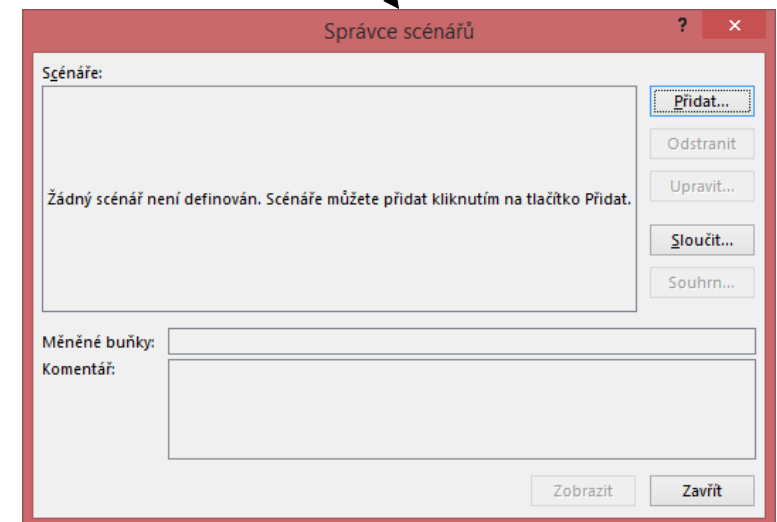 Správce scénářů
?
×
Scénáře:
Přidat...
Odstranit
Žádný scénář není definován. Scénáře můžete přidat kliknutím na tlačítko Přidat.
Upravit...
Sloučit...
Souhrn...
Měněné buňky:
Komentář:
Zobrazit
Zavřít